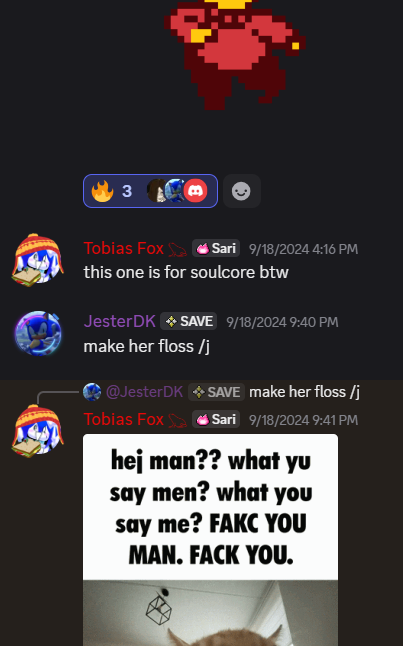 3
Tobias Fox Sari 9/18/2024 4:16 PM
this one is for soulcore btw
JesterDK SAVE 9/18/2024 9:40 PM
make her floss /j
@JesterDK SAVE make her floss /j
Tobias Fox Sari 9/18/2024 9:41 PM
hej man?? what yu
say men? what you
say me? FAKC YOU
MAN. FACK YOU.